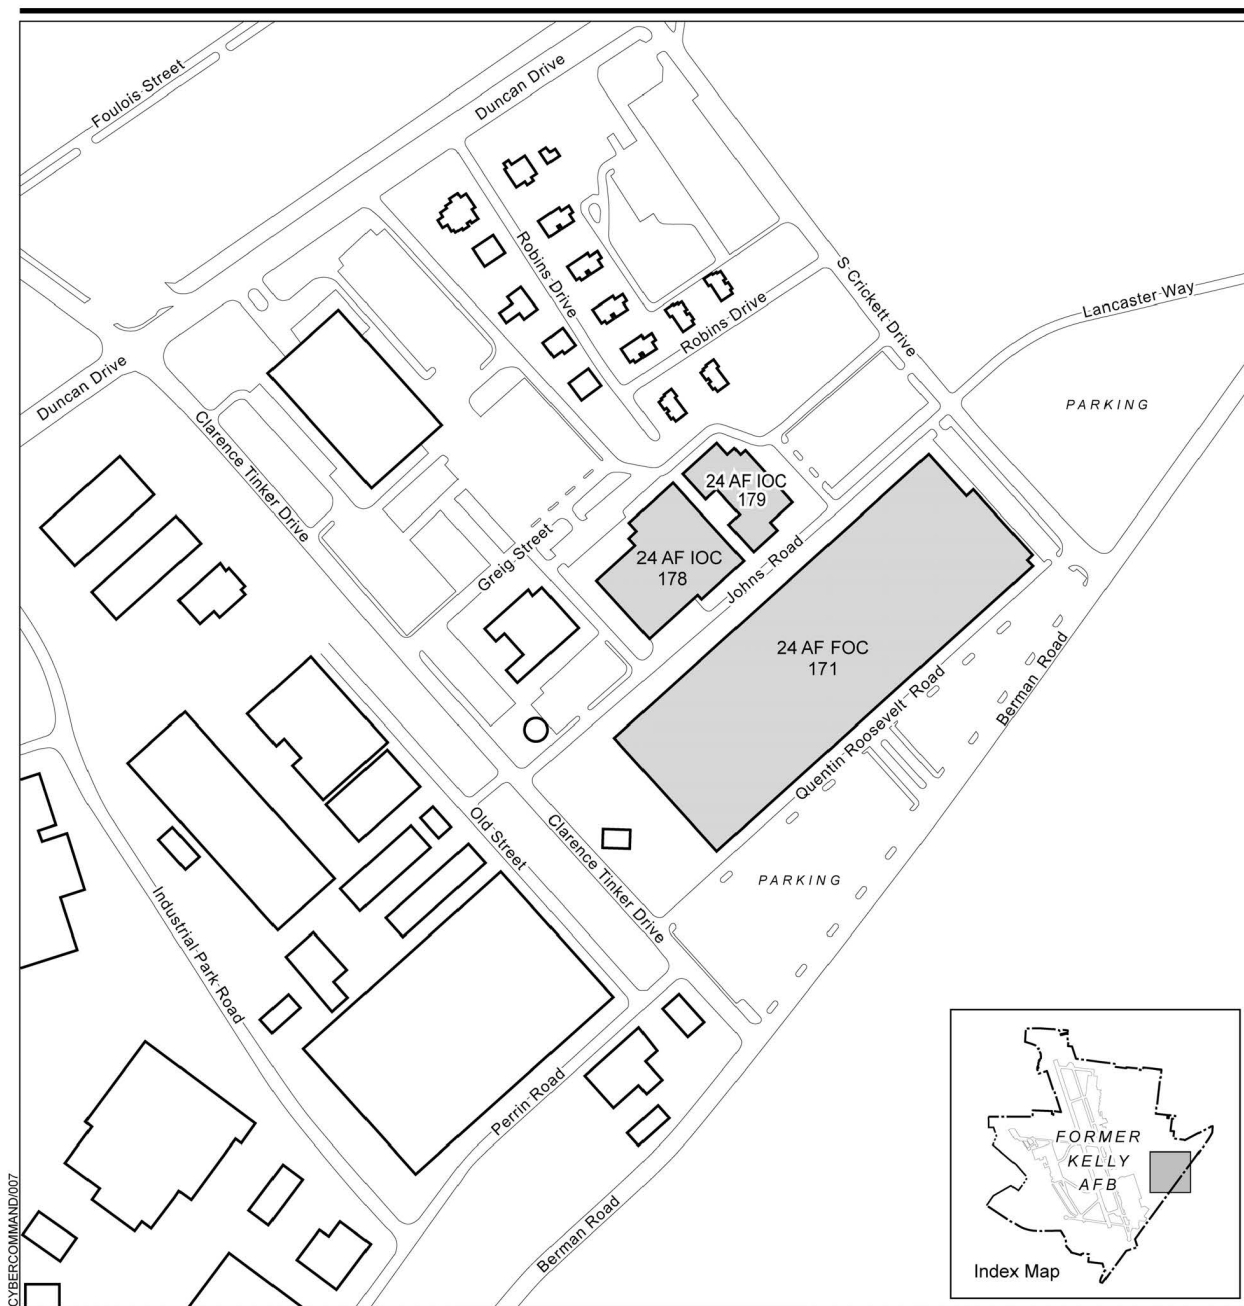 Foulois Street
Duncan Drive
Robins Drive
S Crickett Drive
Lancaster Way
Robins Drive
Duncan Drive
PARKING
Clarence Tinker Drive
24 AF IOC
179
24 AF IOC
178
Greig Street
Johns Road
24 AF FOC
171
Berman Road
Quentin Roosevelt Road
Old Street
Clarence Tinker Drive
PARKING
Industrial Park Road
Perrin Road
Berman Road
FORMER
KELLY
AFB
Index Map
CYBERCOMMAND/007